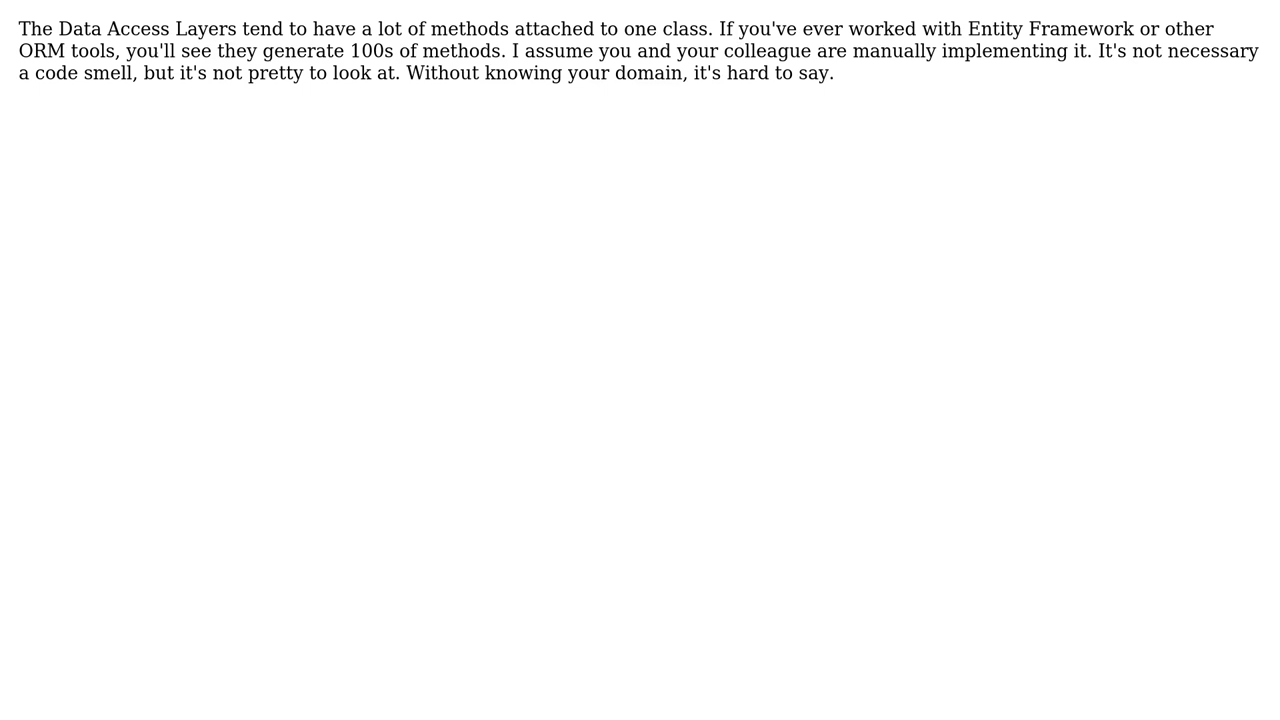 The Data Access Layers tend to have a lot of methods attached to one class. If you've ever worked with Entity Framework or other
ORM tools, you'll see they generate 100s of methods. I assume you and your colleague are manually implementing it. It's not necessary
a code smell, but it's not pretty to look at. Without knowing your domain, it's hard to say.